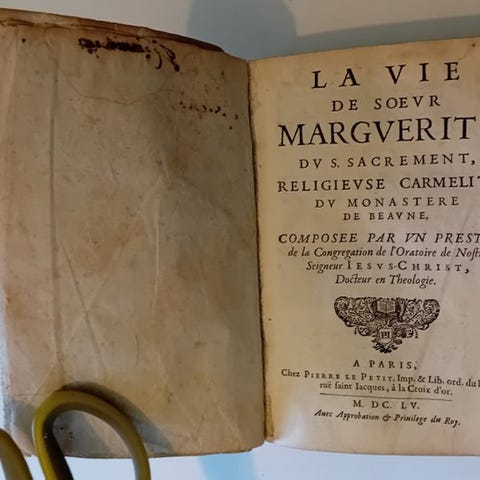 LA VIE
DE SOEVR
MARGVERIT
DV S. SACREMENT,
RELIGIEVSE CARMELI
DV MONASTERE
DE BEAVNE.
COMPOSEE PAR VN PREST
de la Congregation de l'Oratoire de Nost
Seigneur IESVS-CHRIST,
Docteur en Theologie.
A PARIS,
Chez PIERRE LE PETIT, Imp. & Lib. ord. du
ruë saint Iacques, à la Croix d'or.
M. DC. LV.
Auec Approbation & Priuilege du Roy.